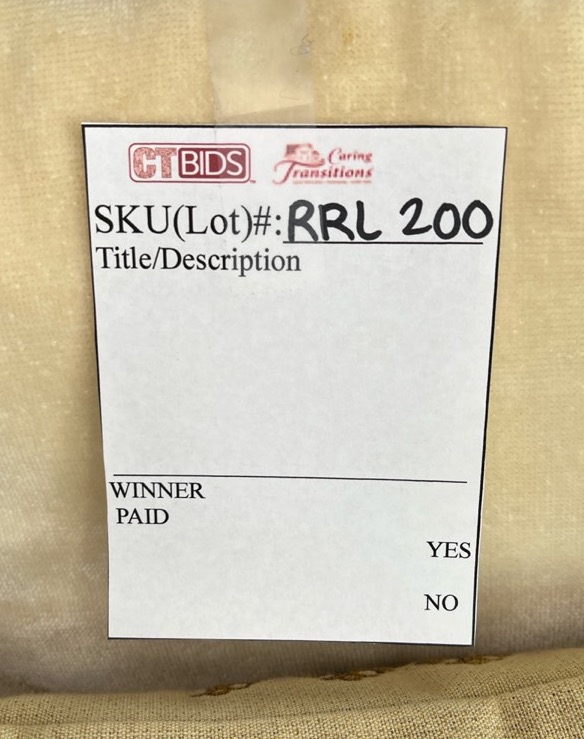 CTBIDS
Caring
Transitions
SKU(Lot)#: RRL 200
Title/Description
WINNER
PAID
YES
NO